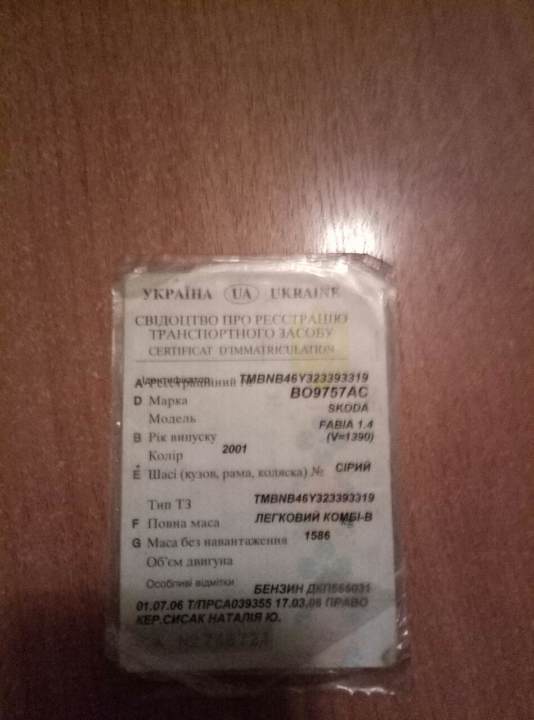 УКРАЇНА UA UKRAINE
СВІДОЦТВО ПРО РЕЄСТРАЦІЮ
ТРАНСПОРТНОГО ЗАСОБУ
CERTIFICAT D'IMMATRICULATION
Ідентифікатор TMBNB46Y323393319
A Реєстраційний № BO9757AC
D Марка SKODA
Модель FABIA 1.4
B Рік випуску 2001 (V=1390)
Колір
E Шасі (кузов, рама, коляска) № СІРИЙ
Тип ТЗ TMBNB46Y323393319
F Повна маса ЛЕГКОВИЙ КОМБІ-В
G Маса без навантаження 1586
Об'єм двигуна
Особливі відмітки БЕНЗИН
01.07.06 Т/ПРСА039355 17.03.06 ПРАВО
КЕР.СИСАК НАТАЛІЯ Ю.